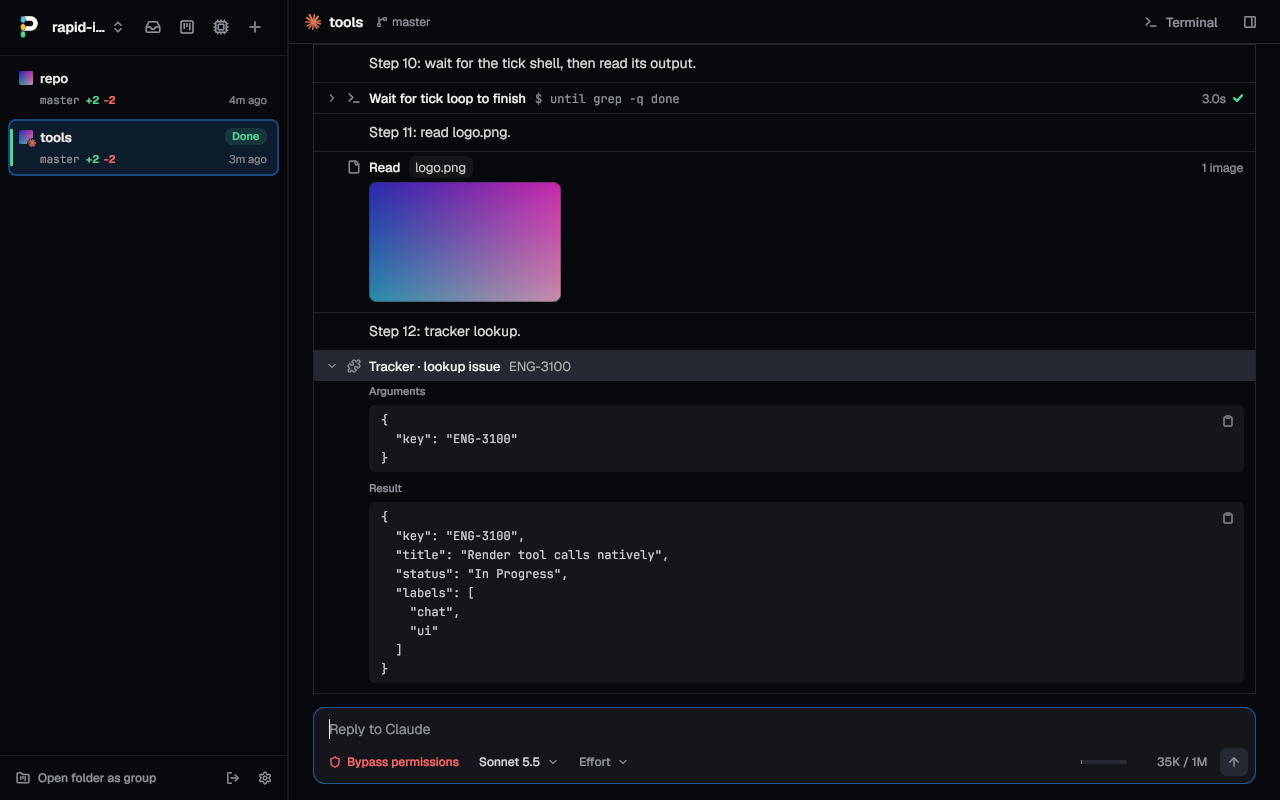 rapid-i...
repo
master +2 -2
4m ago
tools
Done
master +2 -2
3m ago
Open folder as group
tools
master
Terminal
Step 10: wait for the tick shell, then read its output.
Wait for tick loop to finish $ until grep -q done
3.0s
Step 11: read logo.png.
Read logo.png
1 image
Step 12: tracker lookup.
Tracker · lookup issue ENG-3100
Arguments
{
"key": "ENG-3100"
}
Result
{
"key": "ENG-3100",
"title": "Render tool calls natively",
"status": "In Progress",
"labels": [
"chat",
"ui"
]
}
Reply to Claude
Bypass permissions
Sonnet 5.5
Effort
35K / 1M